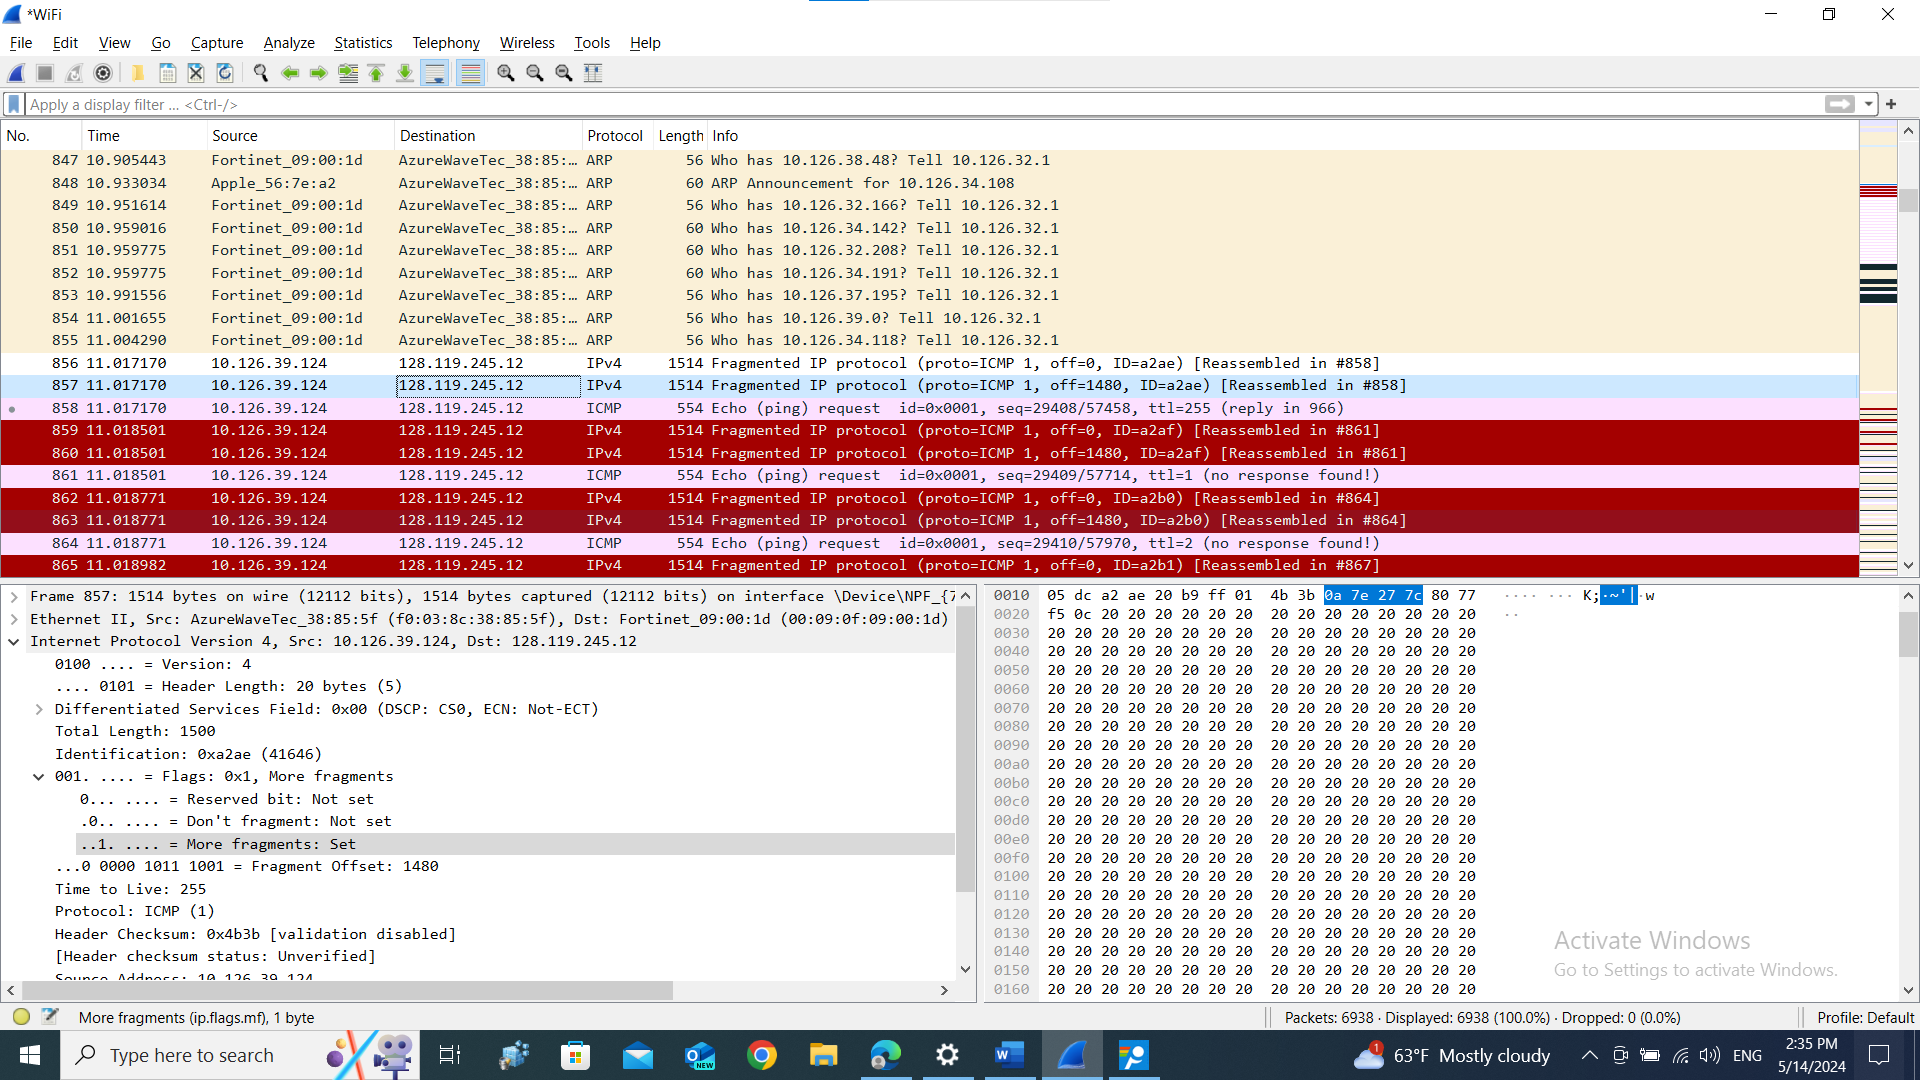 *WiFi
File Edit View Go Capture Analyze Statistics Telephony Wireless Tools Help
Apply a display filter ... <Ctrl-/>
No. Time Source Destination Protocol Length Info
847 10.905443 Fortinet_09:00:1d AzureWaveTec_38:85:… ARP 56 Who has 10.126.38.48? Tell 10.126.32.1
848 10.933034 Apple_56:7e:a2 AzureWaveTec_38:85:… ARP 60 ARP Announcement for 10.126.34.108
849 10.951614 Fortinet_09:00:1d AzureWaveTec_38:85:… ARP 56 Who has 10.126.32.166? Tell 10.126.32.1
850 10.959016 Fortinet_09:00:1d AzureWaveTec_38:85:… ARP 60 Who has 10.126.34.142? Tell 10.126.32.1
851 10.959775 Fortinet_09:00:1d AzureWaveTec_38:85:… ARP 60 Who has 10.126.32.208? Tell 10.126.32.1
852 10.959775 Fortinet_09:00:1d AzureWaveTec_38:85:… ARP 60 Who has 10.126.34.191? Tell 10.126.32.1
853 10.991556 Fortinet_09:00:1d AzureWaveTec_38:85:… ARP 56 Who has 10.126.37.195? Tell 10.126.32.1
854 11.001655 Fortinet_09:00:1d AzureWaveTec_38:85:… ARP 56 Who has 10.126.39.0? Tell 10.126.32.1
855 11.004290 Fortinet_09:00:1d AzureWaveTec_38:85:… ARP 56 Who has 10.126.34.118? Tell 10.126.32.1
856 11.017170 10.126.39.124 128.119.245.12 IPv4 1514 Fragmented IP protocol (proto=ICMP 1, off=0, ID=a2ae) [Reassembled in #858]
857 11.017170 10.126.39.124 128.119.245.12 IPv4 1514 Fragmented IP protocol (proto=ICMP 1, off=1480, ID=a2ae) [Reassembled in #858]
858 11.017170 10.126.39.124 128.119.245.12 ICMP 554 Echo (ping) request id=0x0001, seq=29408/57458, ttl=255 (reply in 966)
859 11.018501 10.126.39.124 128.119.245.12 IPv4 1514 Fragmented IP protocol (proto=ICMP 1, off=0, ID=a2af) [Reassembled in #861]
860 11.018501 10.126.39.124 128.119.245.12 IPv4 1514 Fragmented IP protocol (proto=ICMP 1, off=1480, ID=a2af) [Reassembled in #861]
861 11.018501 10.126.39.124 128.119.245.12 ICMP 554 Echo (ping) request id=0x0001, seq=29409/57714, ttl=1 (no response found!)
862 11.018771 10.126.39.124 128.119.245.12 IPv4 1514 Fragmented IP protocol (proto=ICMP 1, off=0, ID=a2b0) [Reassembled in #864]
863 11.018771 10.126.39.124 128.119.245.12 IPv4 1514 Fragmented IP protocol (proto=ICMP 1, off=1480, ID=a2b0) [Reassembled in #864]
864 11.018771 10.126.39.124 128.119.245.12 ICMP 554 Echo (ping) request id=0x0001, seq=29410/57970, ttl=2 (no response found!)
865 11.018982 10.126.39.124 128.119.245.12 IPv4 1514 Fragmented IP protocol (proto=ICMP 1, off=0, ID=a2b1) [Reassembled in #867]
Frame 857: 1514 bytes on wire (12112 bits), 1514 bytes captured (12112 bits) on interface \Device\NPF_{7
Ethernet II, Src: AzureWaveTec_38:85:5f (f0:03:8c:38:85:5f), Dst: Fortinet_09:00:1d (00:09:0f:09:00:1d)
Internet Protocol Version 4, Src: 10.126.39.124, Dst: 128.119.245.12
0100 .... = Version: 4
.... 0101 = Header Length: 20 bytes (5)
Differentiated Services Field: 0x00 (DSCP: CS0, ECN: Not-ECT)
Total Length: 1500
Identification: 0xa2ae (41646)
001. .... = Flags: 0x1, More fragments
0... .... = Reserved bit: Not set
.0.. .... = Don't fragment: Not set
..1. .... = More fragments: Set
...0 0000 1011 1001 = Fragment Offset: 1480
Time to Live: 255
Protocol: ICMP (1)
Header Checksum: 0x4b3b [validation disabled]
[Header checksum status: Unverified]
Source Address: 10.126.39.124
0010 05 dc a2 ae 20 b9 ff 01 4b 3b 0a 7e 27 7c 80 77 ···· ··· K;·~'|·w
0020 f5 0c 20 20 20 20 20 20 20 20 20 20 20 20 20 20 ··
0030 20 20 20 20 20 20 20 20 20 20 20 20 20 20 20 20
0040 20 20 20 20 20 20 20 20 20 20 20 20 20 20 20 20
0050 20 20 20 20 20 20 20 20 20 20 20 20 20 20 20 20
0060 20 20 20 20 20 20 20 20 20 20 20 20 20 20 20 20
0070 20 20 20 20 20 20 20 20 20 20 20 20 20 20 20 20
0080 20 20 20 20 20 20 20 20 20 20 20 20 20 20 20 20
0090 20 20 20 20 20 20 20 20 20 20 20 20 20 20 20 20
00a0 20 20 20 20 20 20 20 20 20 20 20 20 20 20 20 20
00b0 20 20 20 20 20 20 20 20 20 20 20 20 20 20 20 20
00c0 20 20 20 20 20 20 20 20 20 20 20 20 20 20 20 20
00d0 20 20 20 20 20 20 20 20 20 20 20 20 20 20 20 20
00e0 20 20 20 20 20 20 20 20 20 20 20 20 20 20 20 20
00f0 20 20 20 20 20 20 20 20 20 20 20 20 20 20 20 20
0100 20 20 20 20 20 20 20 20 20 20 20 20 20 20 20 20
0110 20 20 20 20 20 20 20 20 20 20 20 20 20 20 20 20
0120 20 20 20 20 20 20 20 20 20 20 20 20 20 20 20 20
0130 20 20 20 20 20 20 20 20 20 20 20 20 20 20 20 20
0140 20 20 20 20 20 20 20 20 20 20 20 20 20 20 20 20
0150 20 20 20 20 20 20 20 20 20 20 20 20 20 20 20 20
0160 20 20 20 20 20 20 20 20 20 20 20 20 20 20 20 20
Activate Windows
Go to Settings to activate Windows.
More fragments (ip.flags.mf), 1 byte
Packets: 6938 · Displayed: 6938 (100.0%) · Dropped: 0 (0.0%)
Profile: Default
Type here to search
NEW
1
63°F Mostly cloudy
ENG
2:35 PM
5/14/2024